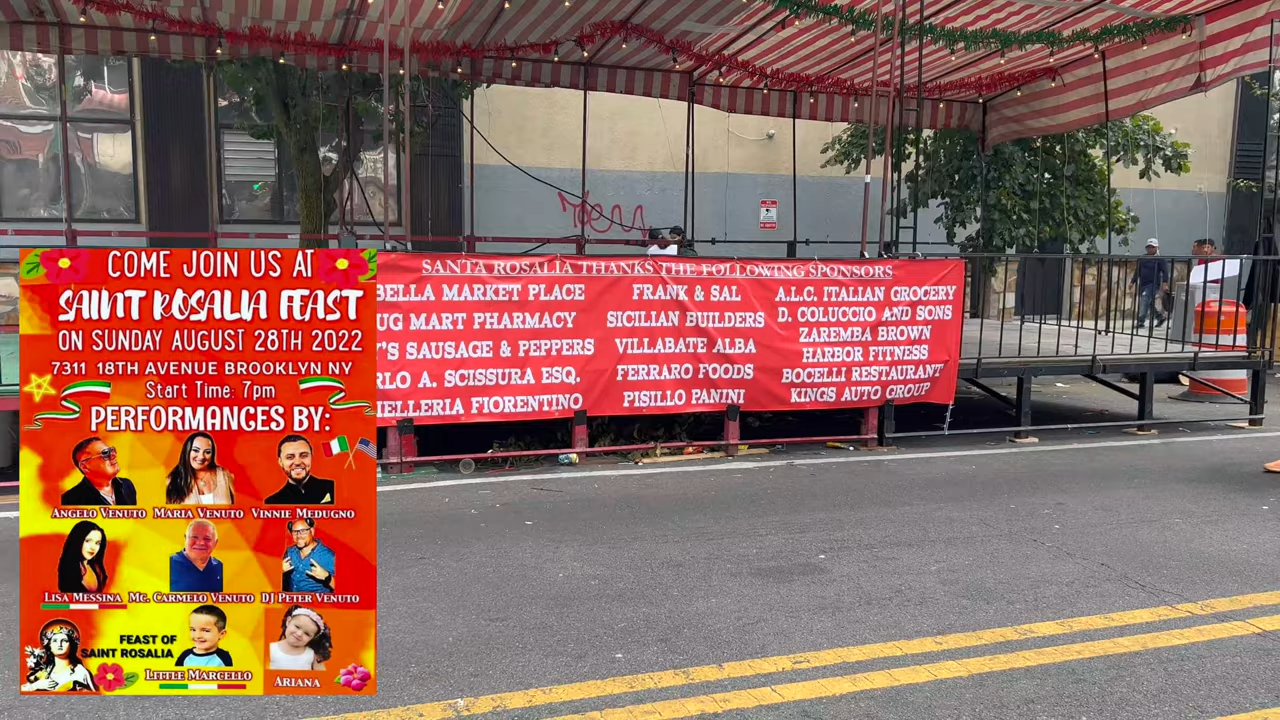 COME JOIN US AT
SAINT ROSALIA FEAST
ON SUNDAY AUGUST 28TH 2022
7311 18TH AVENUE BROOKLYN NY
Start Time: 7pm
PERFORMANCES BY:
ANGELO VENUTO MARIA VENUTO VINNIE MEDUGNO
LISA MESSINA MC. CARMELO VENUTO DJ PETER VENUTO
FEAST OF
SAINT ROSALIA
LITTLE MARCELLO
ARIANA
SANTA ROSALIA THANKS THE FOLLOWING SPONSORS
BELLA MARKET PLACE
UG MART PHARMACY
'S SAUSAGE & PEPPERS
RLO A. SCISSURA ESQ.
IELLERIA FIORENTINO
FRANK & SAL
SICILIAN BUILDERS
VILLABATE ALBA
FERRARO FOODS
PISILLO PANINI
A.L.C. ITALIAN GROCERY
D. COLUCCIO AND SONS
ZAREMBA BROWN
HARBOR FITNESS
BOCELLI RESTAURANT
KINGS AUTO GROUP